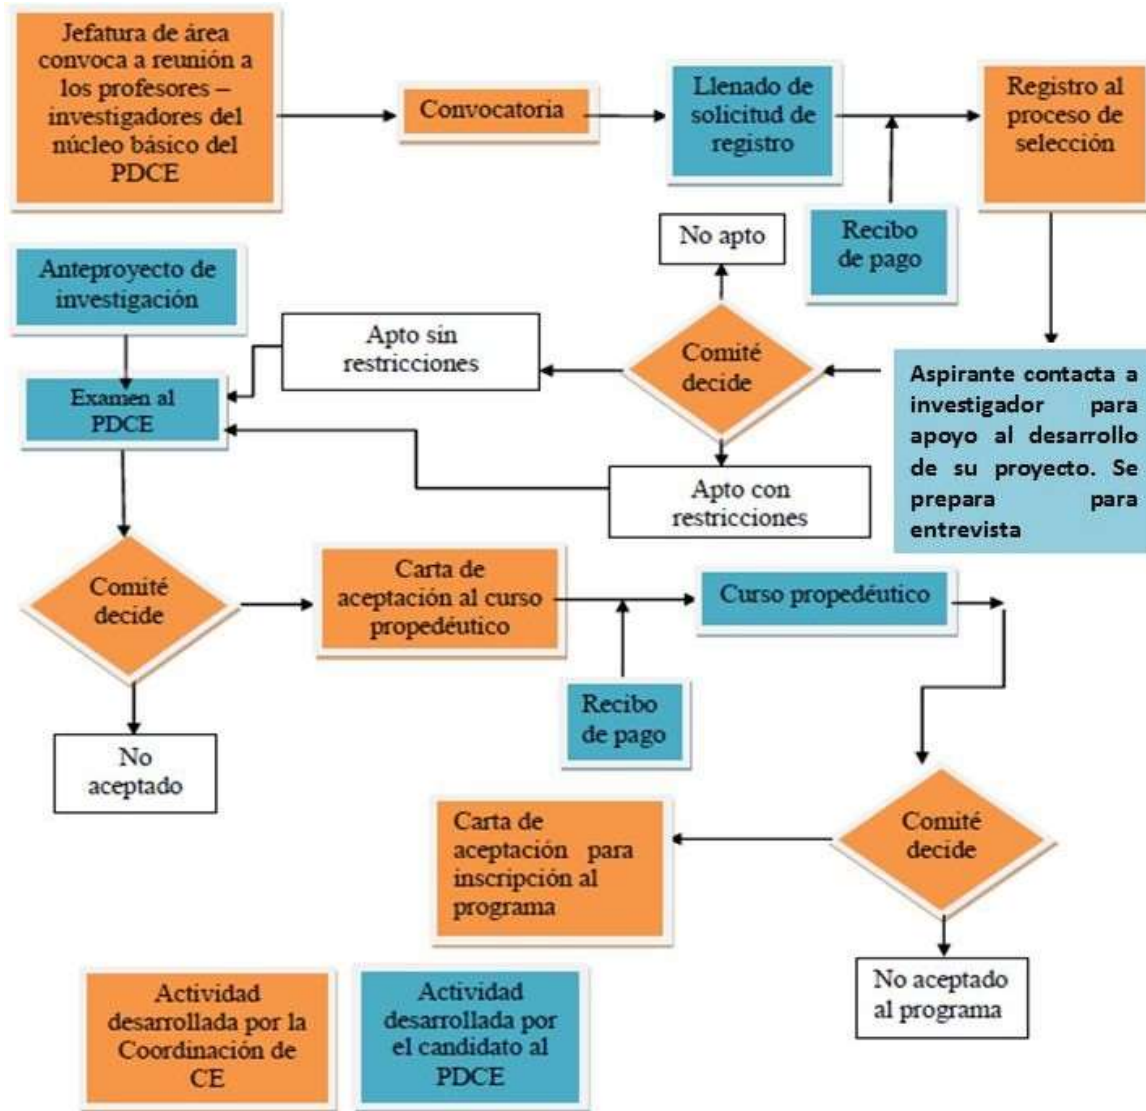 Jefatura de área
convoca a reunión a
los profesores –
investigadores del
núcleo básico del
PDCE
Convocatoria
Llenado de
solicitud de
registro
Registro al
proceso de
selección
Recibo
de pago
No apto
Anteproyecto de
investigación
Apto sin
restricciones
Comité
decide
Aspirante contacta a
investigador para
apoyo al desarrollo
de su proyecto. Se
prepara para
entrevista
Examen al
PDCE
Apto con
restricciones
Comité
decide
Carta de
aceptación al curso
propedéutico
Curso propedéutico
Recibo
de pago
No
aceptado
Comité
decide
Carta de
aceptación para
inscripción al
programa
No aceptado
al programa
Actividad
desarrollada por la
Coordinación de
CE
Actividad
desarrollada por
el candidato al
PDCE